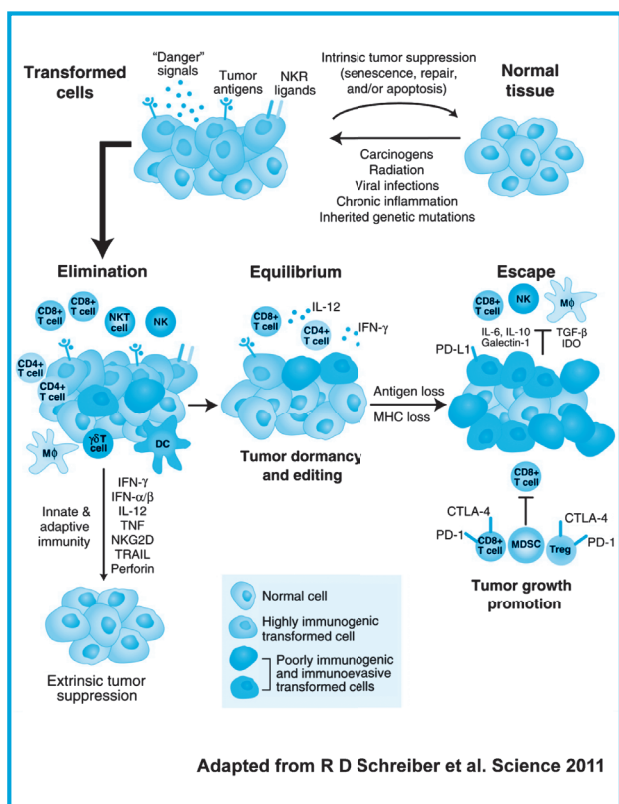 Transformed
cells
"Danger"
signals
Tumor
antigens
NKR
ligands
Intrinsic tumor suppression
(senescence, repair,
and/or apoptosis)
Normal
tissue
Carcinogens
Radiation
Viral infections
Chronic inflammation
Inherited genetic mutations
Elimination
CD8+
T cell
CD8+
T cell
NKT
cell
NK
CD4+
T cell
CD4+
T cell
Mϕ
γδT
cell
DC
Innate &
adaptive
immunity
IFN-γ
IFN-α/β
IL-12
TNF
NKG2D
TRAIL
Perforin
Extrinsic tumor
suppression
Equilibrium
CD8+
T cell
IL-12
CD4+
T cell
IFN-γ
Tumor dormancy
and editing
Antigen loss
MHC loss
Escape
CD8+
T cell
NK
Mϕ
IL-6, IL-10
Galectin-1
TGF-β
IDO
PD-L1
CD8+
T cell
CTLA-4
PD-1
CD8+
T cell
MDSC
Treg
CTLA-4
PD-1
Tumor growth
promotion
Normal cell
Highly immunogenic
transformed cell
Poorly immunogenic
and immunoevasive
transformed cells
Adapted from R D Schreiber et al. Science 2011